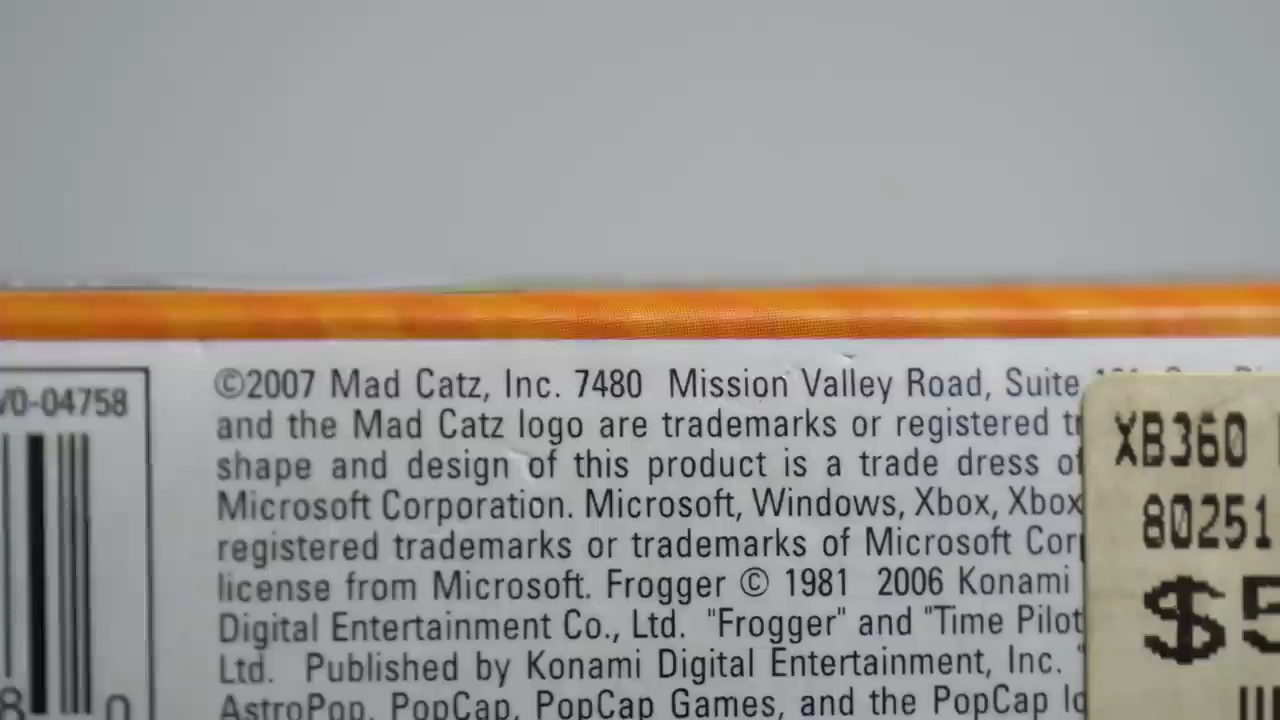 ©2007 Mad Catz, Inc. 7480 Mission Valley Road, Suite
and the Mad Catz logo are trademarks or registered
shape and design of this product is a trade dress of
Microsoft Corporation. Microsoft, Windows, Xbox, Xbox
registered trademarks or trademarks of Microsoft
license from Microsoft. Frogger © 1981 2006 Konami
Digital Entertainment Co., Ltd. "Frogger" and "Time Pilot
Ltd. Published by Konami Digital Entertainment, Inc.
AstroPop, PopCap, PopCap Games, and the PopCap
V0-04758
8 0
XB360
80251
$5